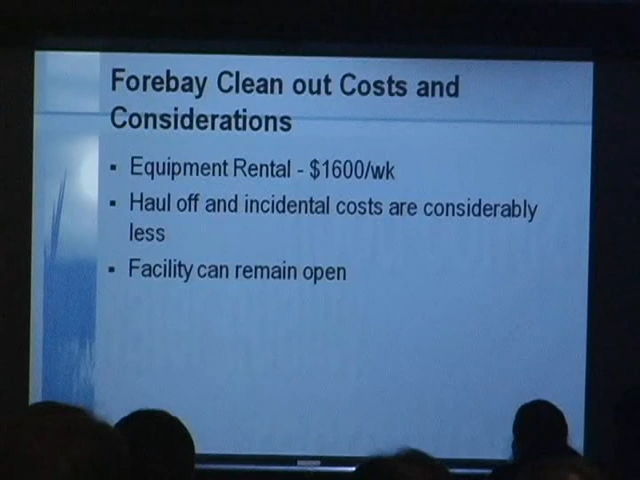 Forebay Clean out Costs and
Considerations
▪ Equipment Rental - $1600/wk
▪ Haul off and incidental costs are considerably
less
▪ Facility can remain open